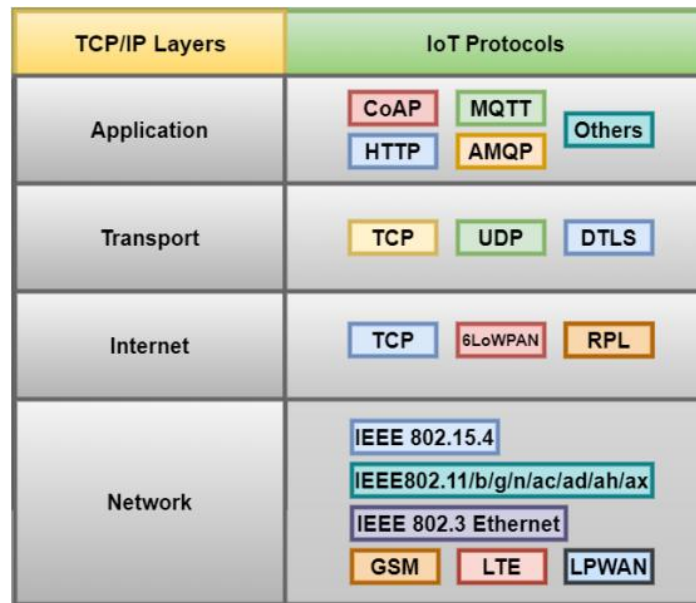 TCP/IP Layers IoT Protocols
Application
CoAP MQTT Others
HTTP AMQP
Transport
TCP UDP DTLS
Internet
TCP 6LoWPAN RPL
Network
IEEE 802.15.4
IEEE802.11/b/g/n/ac/ad/ah/ax
IEEE 802.3 Ethernet
GSM LTE LPWAN